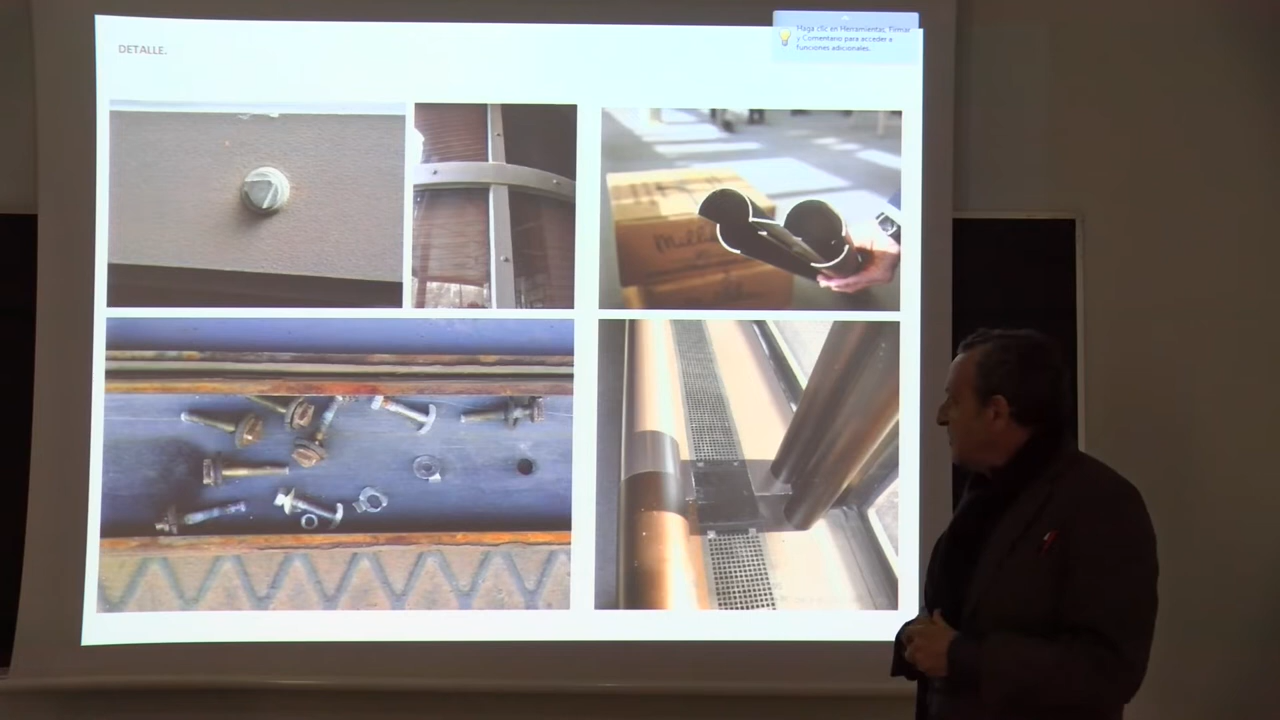 DETALLE.
Haga clic en Herramientas, Firmar
y Comentario para acceder a
funciones adicionales.